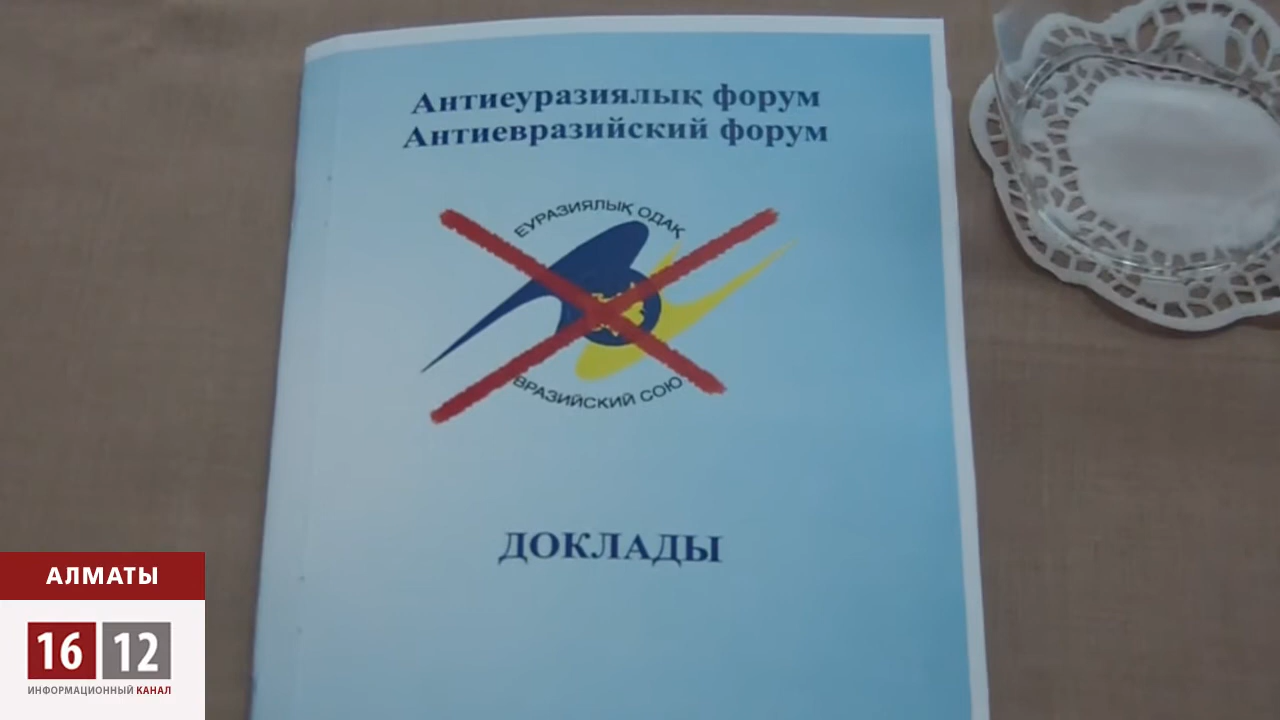 Антиеуразиялық форум
Антиевразийский форум
ЕУРАЗИЯЛЫҚ ОДАҚ
ВРАЗИЙСКИЙ СОЮ
ДОКЛАДЫ
АЛМАТЫ
16 12
ИНФОРМАЦИОННЫЙ КАНАЛ